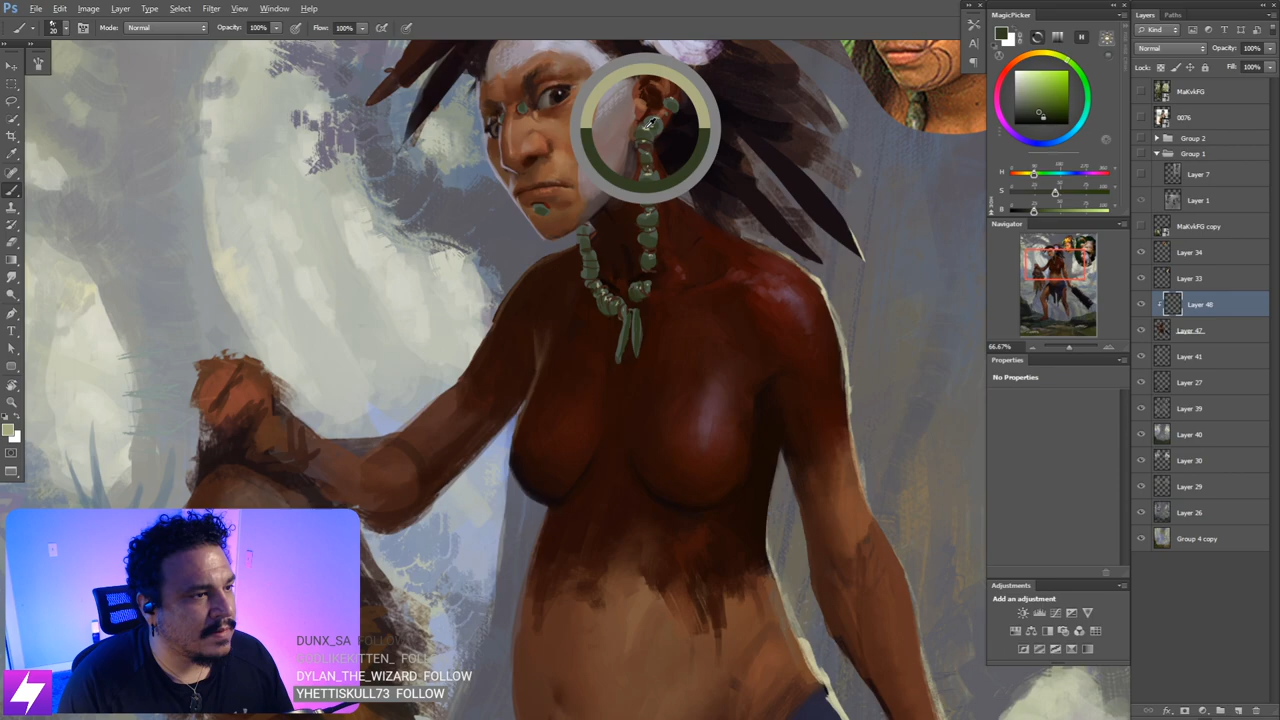 Ps File Edit Image Layer Type Select Filter View Window Help
20 Mode: Normal Opacity: 100% Flow: 100%
MagicPicker
H
H
S
B
Navigator
66.67%
Properties
No Properties
Adjustments
Add an adjustment
Layers Paths
Kind
Normal Opacity: 100%
Lock: Fill: 100%
MaKvkFG
0076
Group 2
Group 1
Layer 7
Layer 1
MaKvkFG copy
Layer 34
Layer 33
Layer 48
Layer 47
Layer 41
Layer 27
Layer 39
Layer 40
Layer 30
Layer 29
Layer 26
Group 4 copy
DUNX_SA FOLLOW
FOLLOW
DYLAN_THE_WIZARD FOLLOW
YHETTISKULL73 FOLLOW